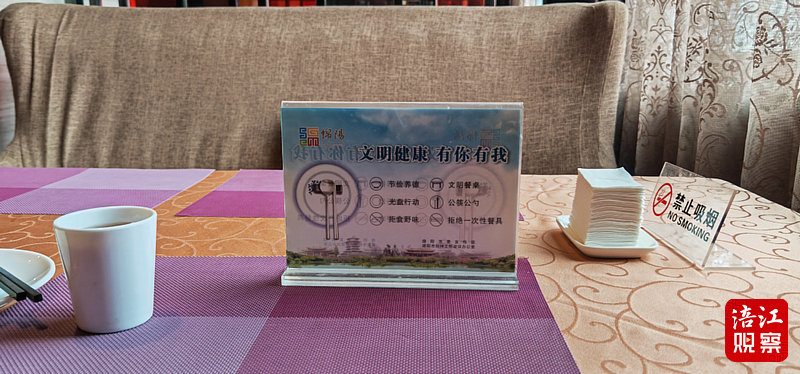 绵阳
文明健康 有你有我
节俭养德 文明餐桌
光盘行动 公筷公勺
拒食野味 拒绝一次性餐具
禁止吸烟
NO SMOKING
涪江
观察